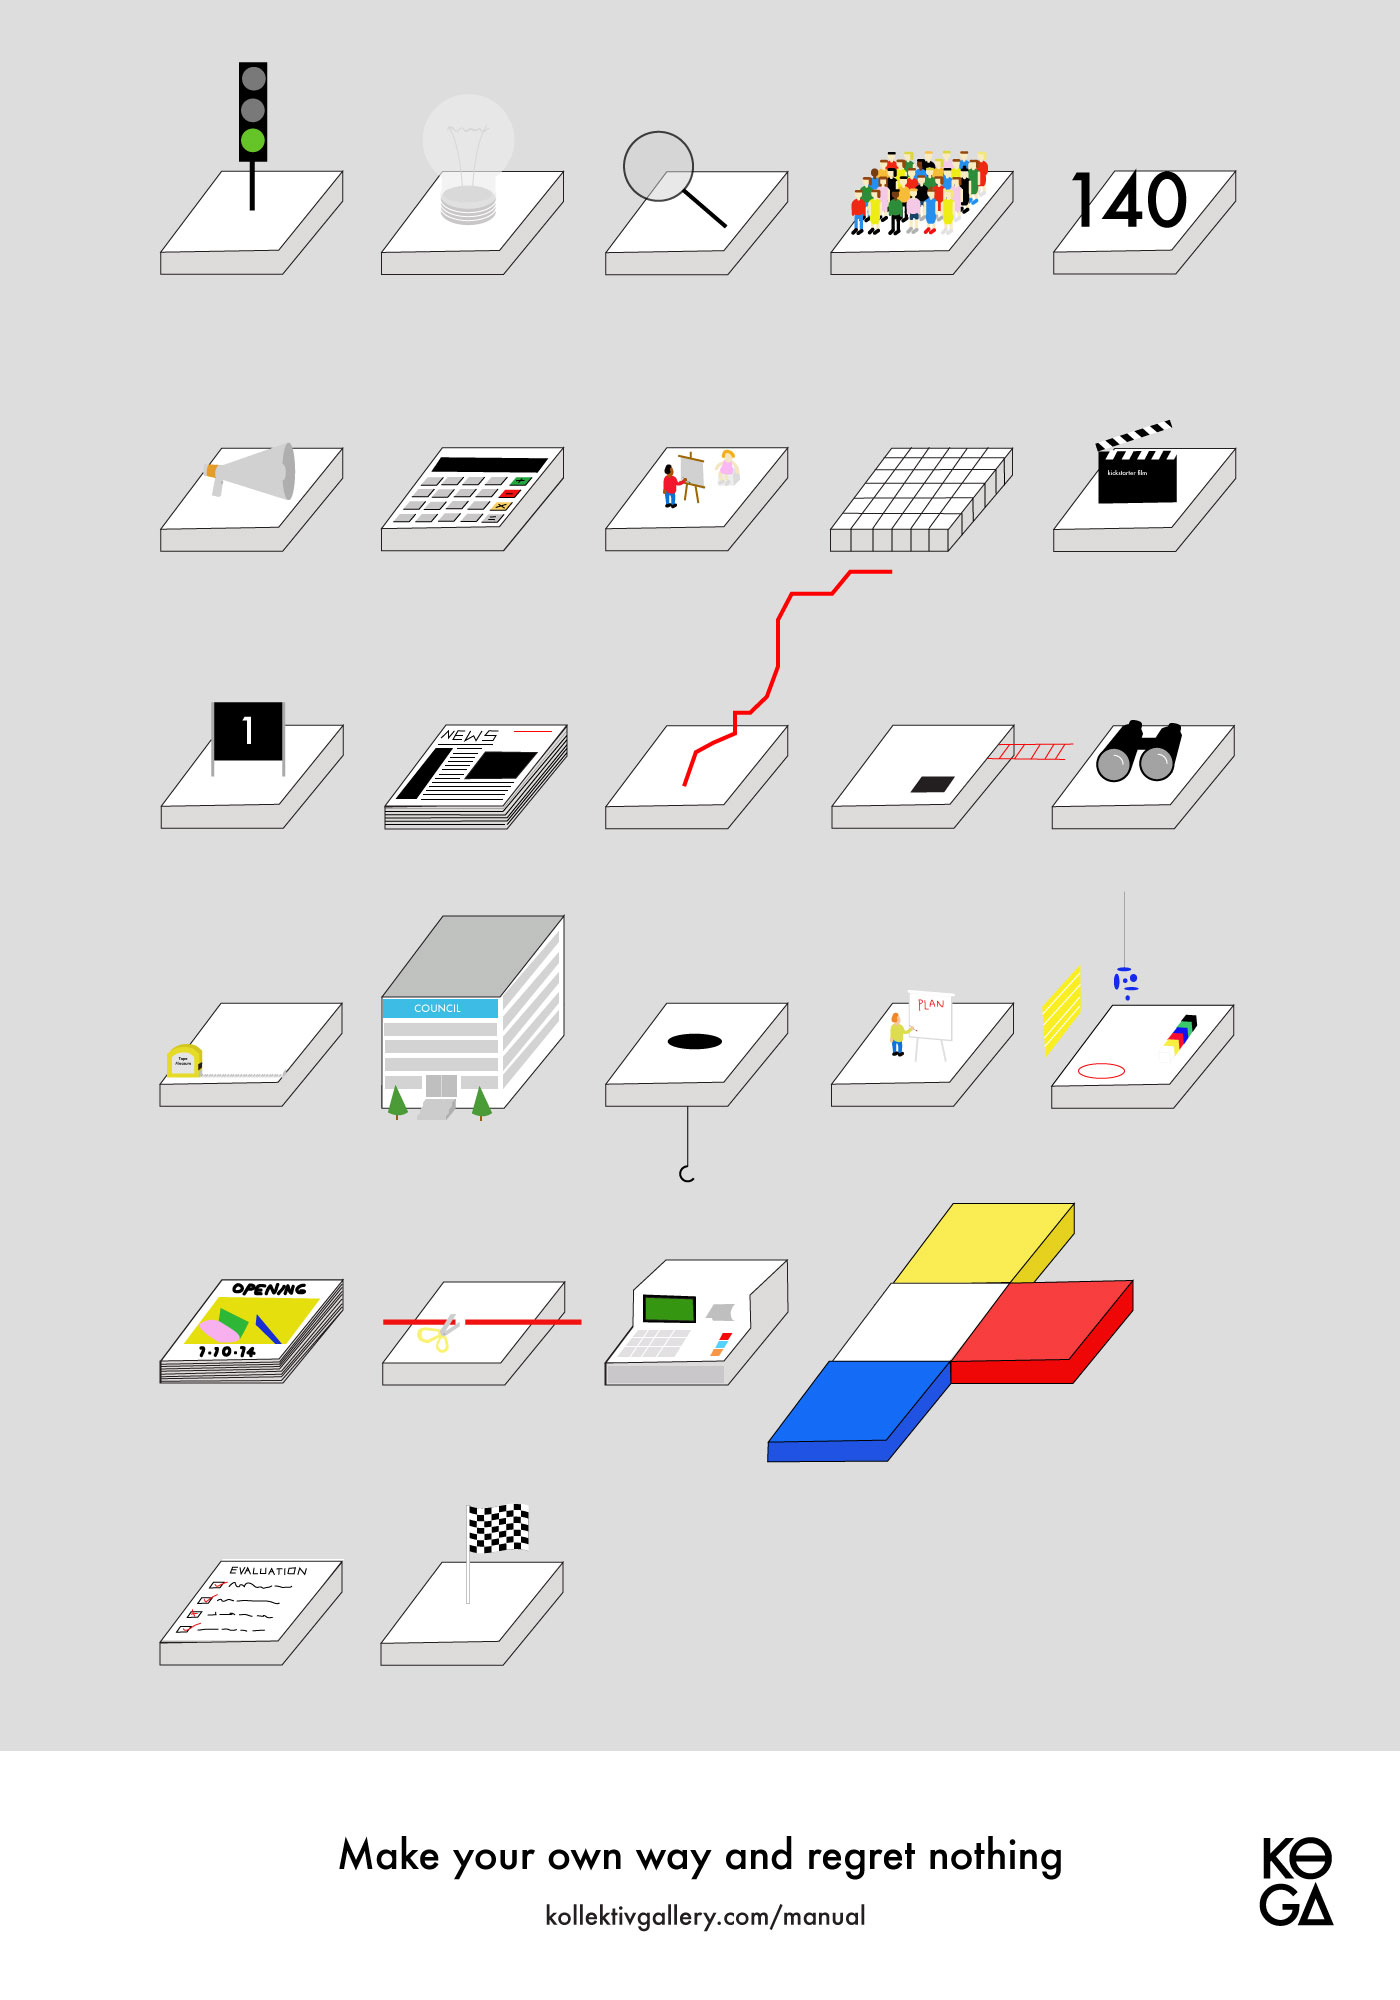 140
kickstarter film
1
NEWS
Tape
Measure
COUNCIL
PLAN
OPENING
1·10·14
EVALUATION
Make your own way and regret nothing
kollektivgallery.com/manual
KO
GA